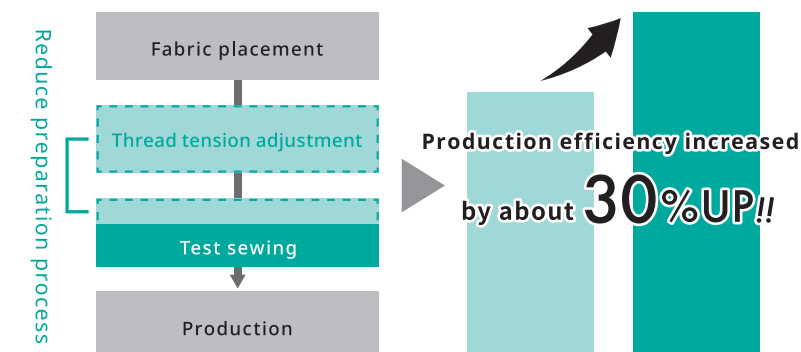 Reduce preparation process
Fabric placement
Thread tension adjustment
Test sewing
Production
Production efficiency increased
by about 30%UP!!